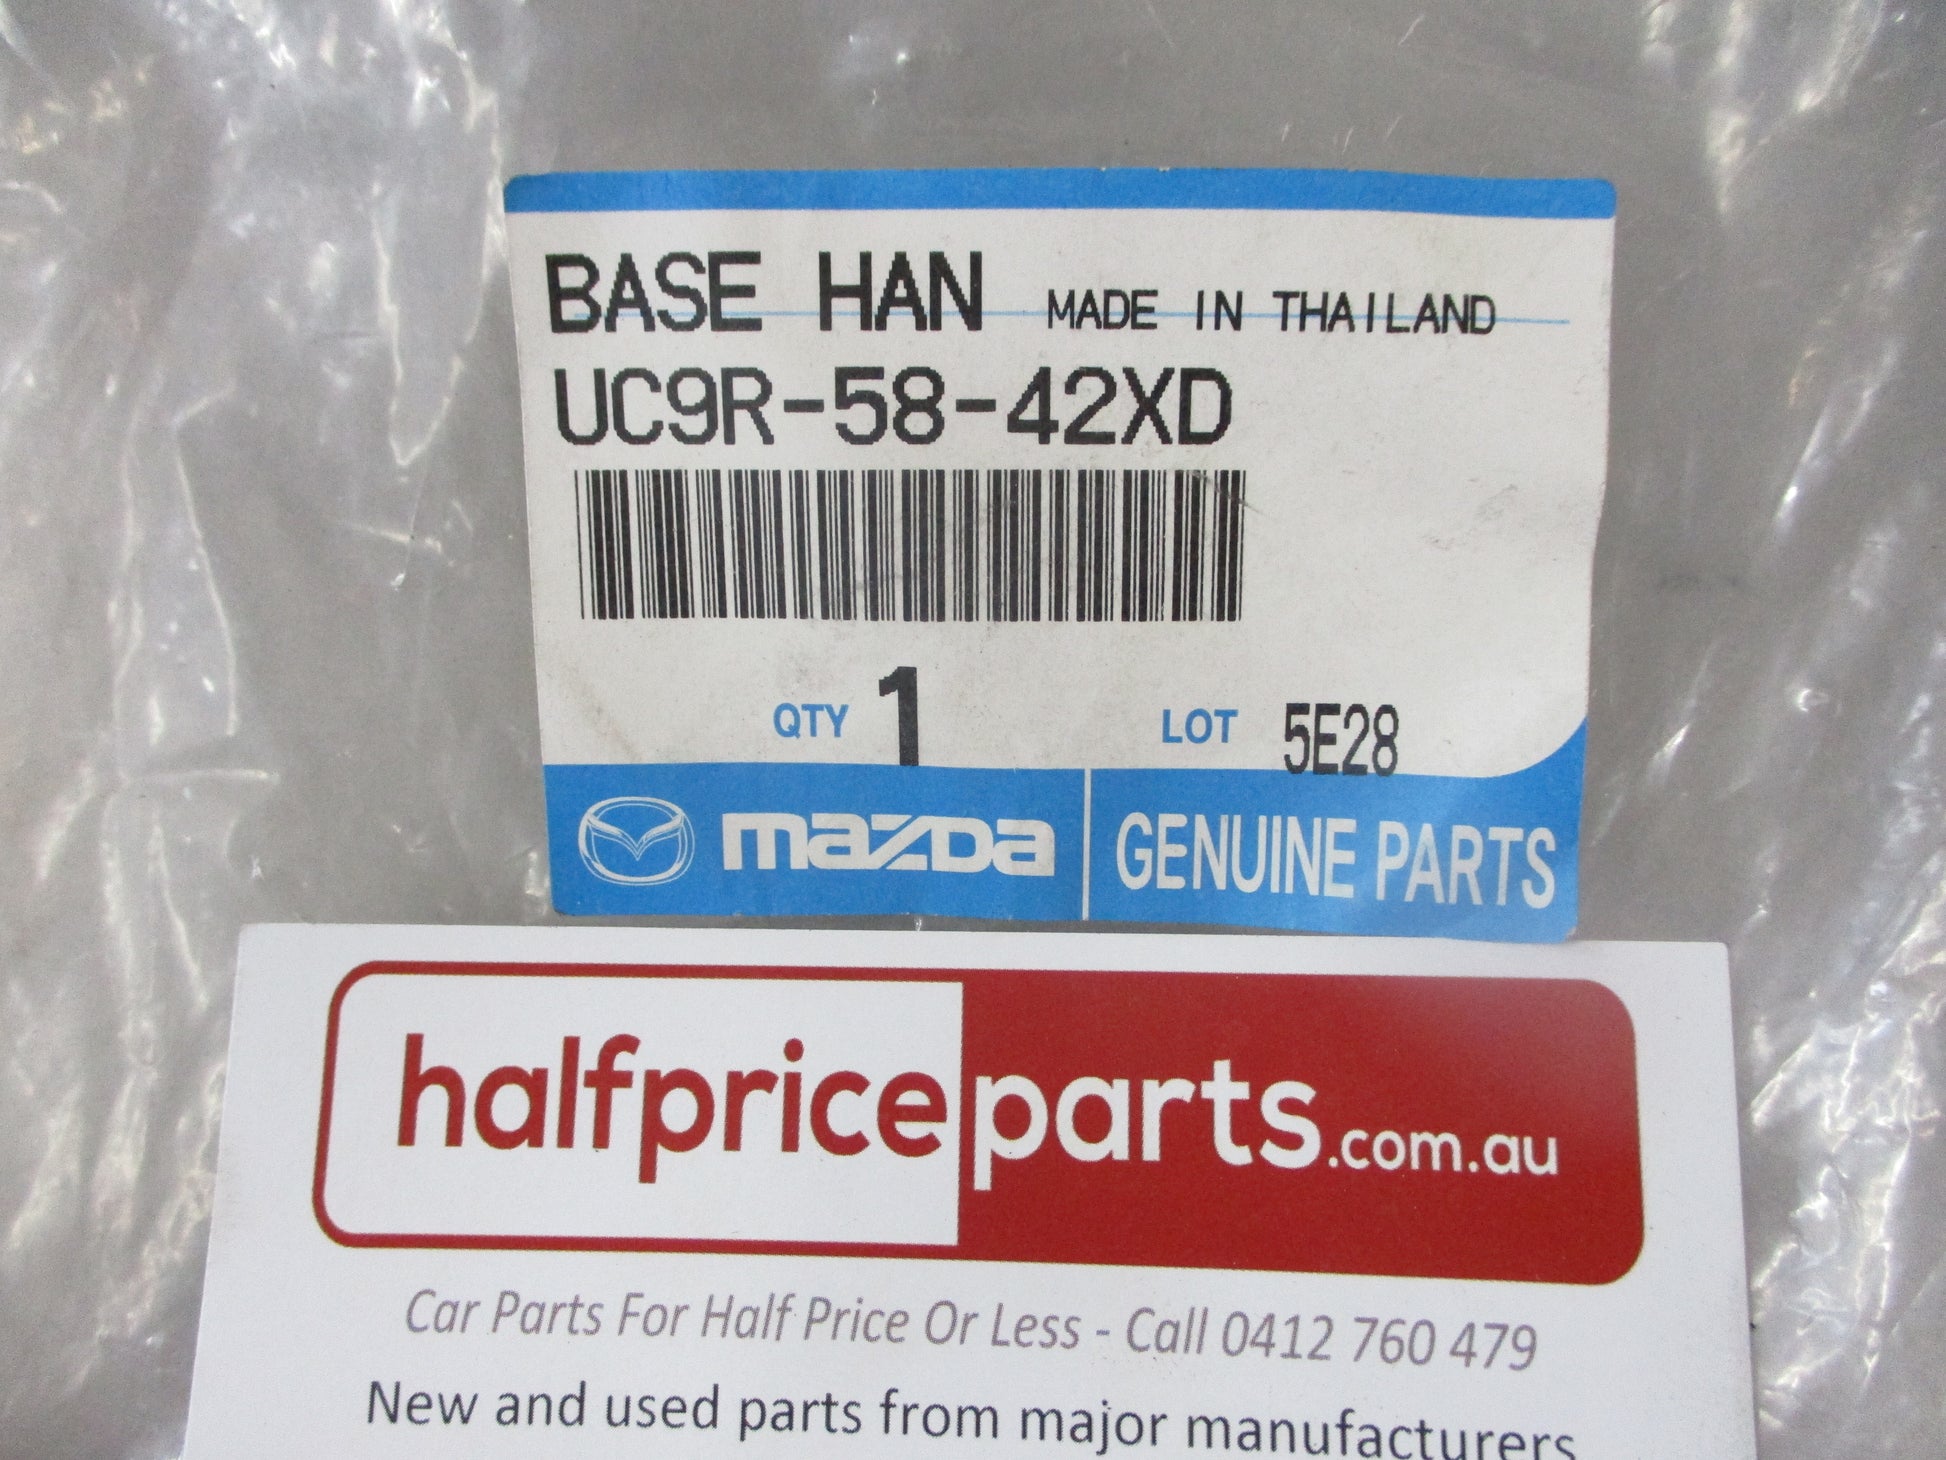 BASE HAN MADE IN THAILAND
UC9R-58-42XD
QTY 1 LOT 5E28
mazda GENUINE PARTS
halfpriceparts.com.au
Car Parts For Half Price Or Less - Call 0412 760 479
New and used parts from major manufacturers